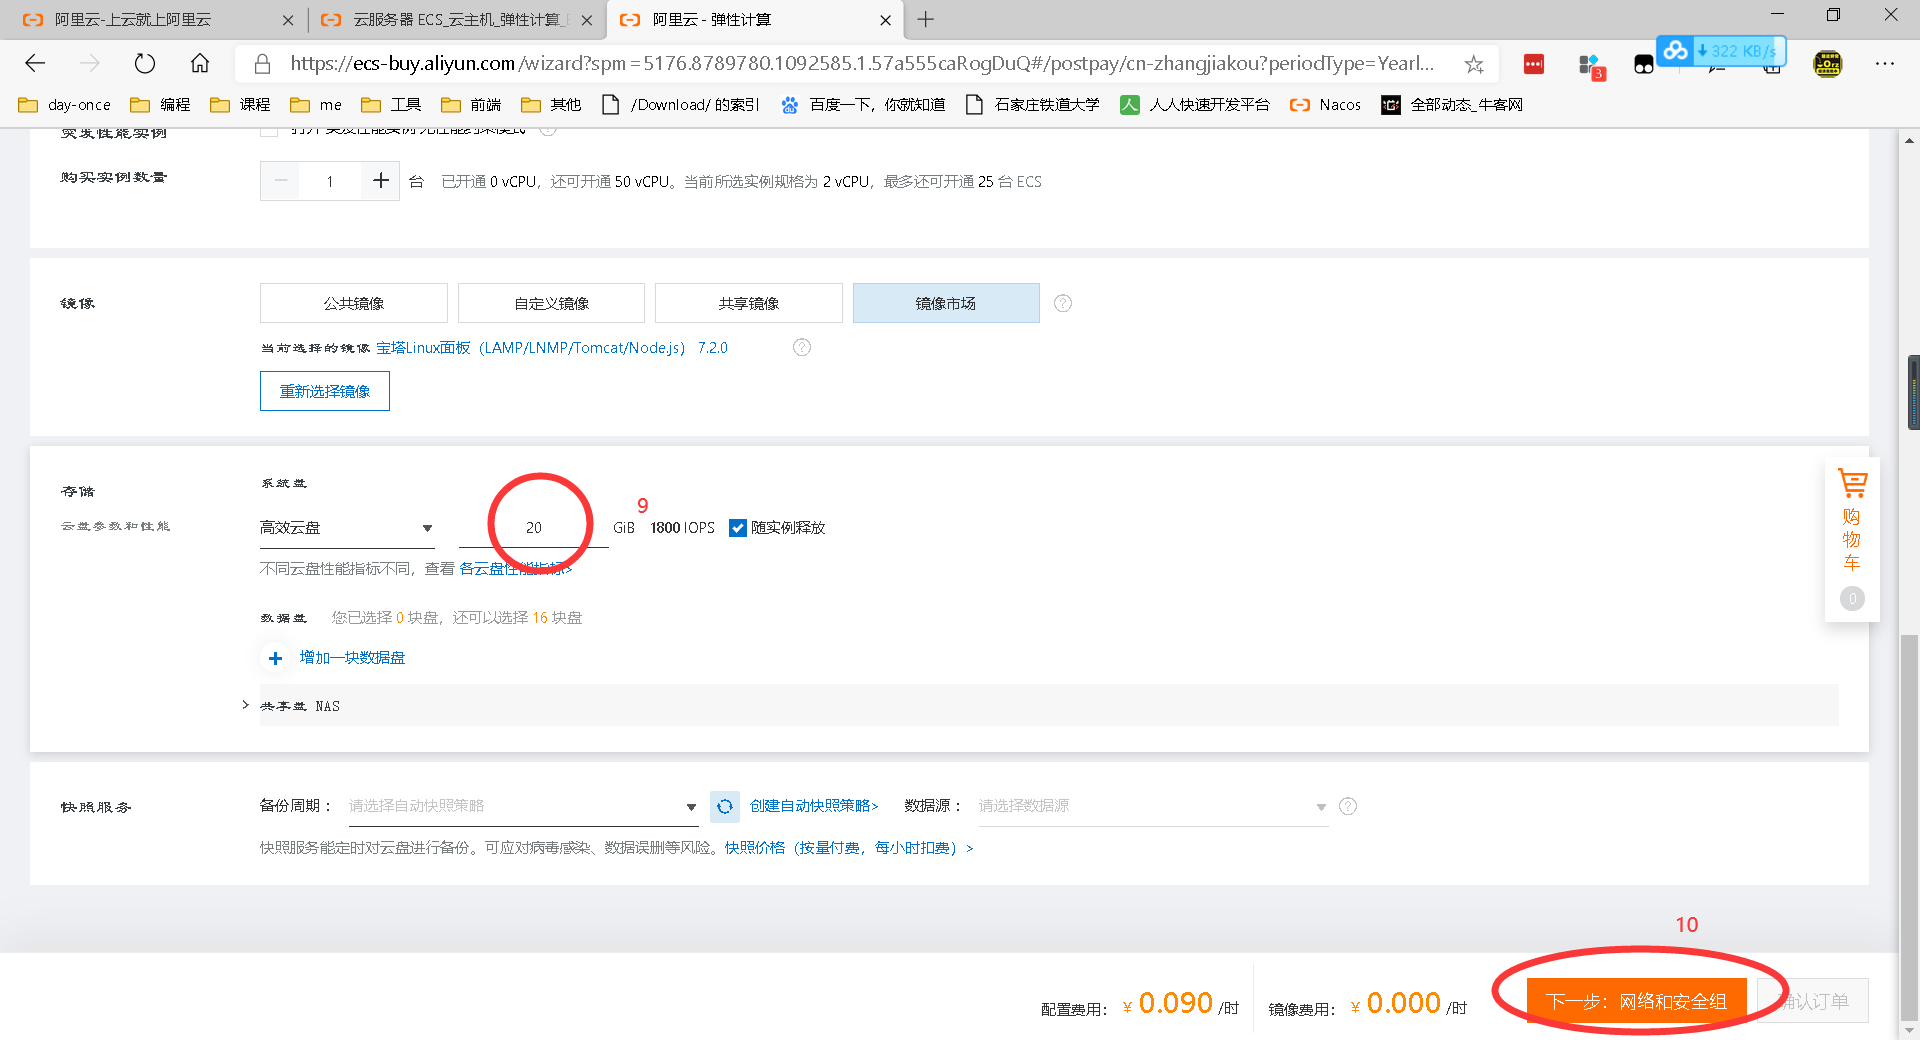 阿里云-上云就上阿里云
云服务器 ECS_云主机_弹性计算_
阿里云 - 弹性计算
https://ecs-buy.aliyun.com/wizard?spm=5176.8789780.1092585.1.57a555caRogDuQ#/postpay/cn-zhangjiakou?periodType=Yearl...
3
322 KB/s
day-once 编程 课程 me 工具 前端 其他 /Download/ 的索引 百度一下，你就知道 石家庄铁道大学 人 人人快速开发平台 Nacos 全部动态_牛客网
突发性能实例 打开 突发性能实例 无性能约束模式 ?
购买实例数量 — 1 + 台 已开通 0 vCPU，还可开通 50 vCPU。当前所选实例规格为 2 vCPU，最多还可开通 25 台 ECS
镜像 公共镜像 自定义镜像 共享镜像 镜像市场 ?
当前选择的镜像 宝塔Linux面板（LAMP/LNMP/Tomcat/Node.js） 7.2.0 ?
重新选择镜像
存储
云盘参数和性能
系统盘
9
高效云盘 20 GiB 1800 IOPS 随实例释放
不同云盘性能指标不同，查看 各云盘性能指标>
数据盘 您已选择 0 块盘，还可以选择 16 块盘
+ 增加一块数据盘
> 共享盘 NAS
购物车
0
快照服务 备份周期： 请选择自动快照策略 创建自动快照策略> 数据源： 请选择数据源 ?
快照服务能定时对云盘进行备份。可应对病毒感染、数据误删等风险。快照价格（按量付费，每小时扣费）>
10
配置费用： ¥ 0.090 /时 镜像费用： ¥ 0.000 /时 下一步：网络和安全组 确认订单